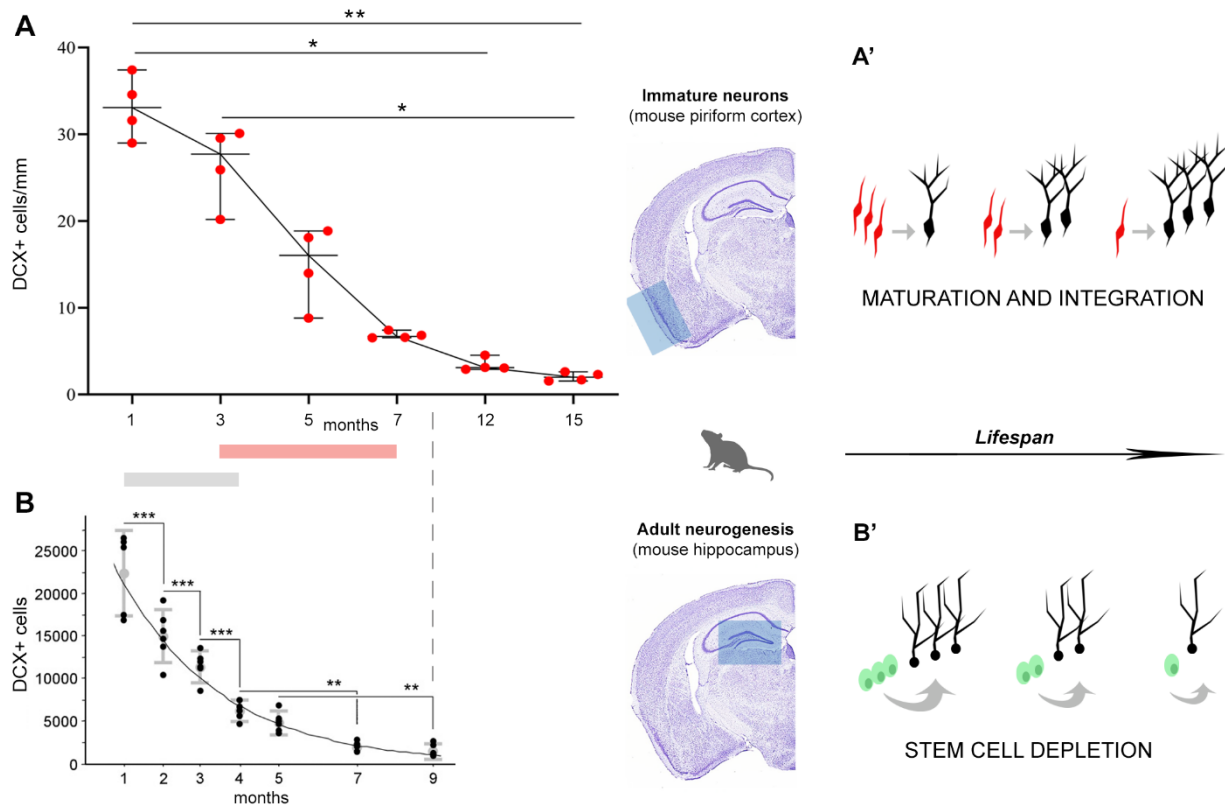 A
**
*
*
40
30
20
10
0
DCX+ cells/mm
1 3 5 7 12 15
months
Immature neurons
(mouse piriform cortex)
A'
MATURATION AND INTEGRATION
Lifespan
B
***
***
***
**
**
25000
20000
15000
10000
5000
0
DCX+ cells
1 2 3 4 5 7 9
months
Adult neurogenesis
(mouse hippocampus)
B'
STEM CELL DEPLETION